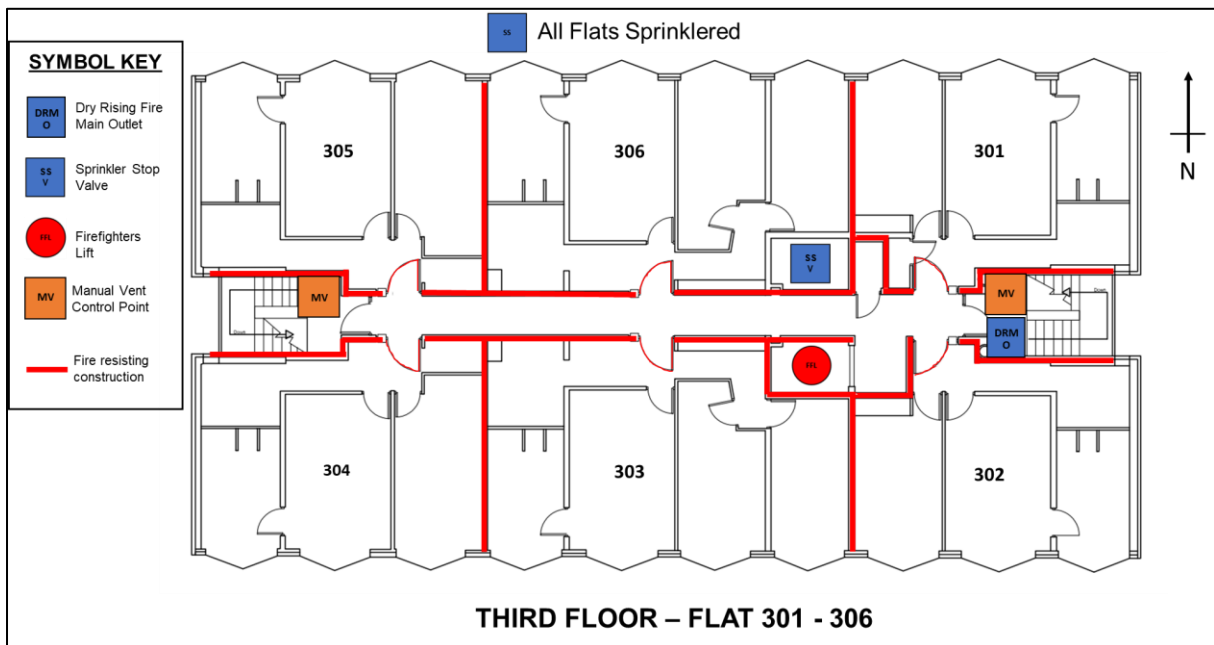 SS All Flats Sprinklered
SYMBOL KEY
DRM
O
Dry Rising Fire
Main Outlet
SS
V
Sprinkler Stop
Valve
FFL
Firefighters
Lift
MV
Manual Vent
Control Point
Fire resisting
construction
N
305
306
301
SS
V
MV
MV
Down
Down
DRM
O
FFL
304
303
302
THIRD FLOOR – FLAT 301 - 306